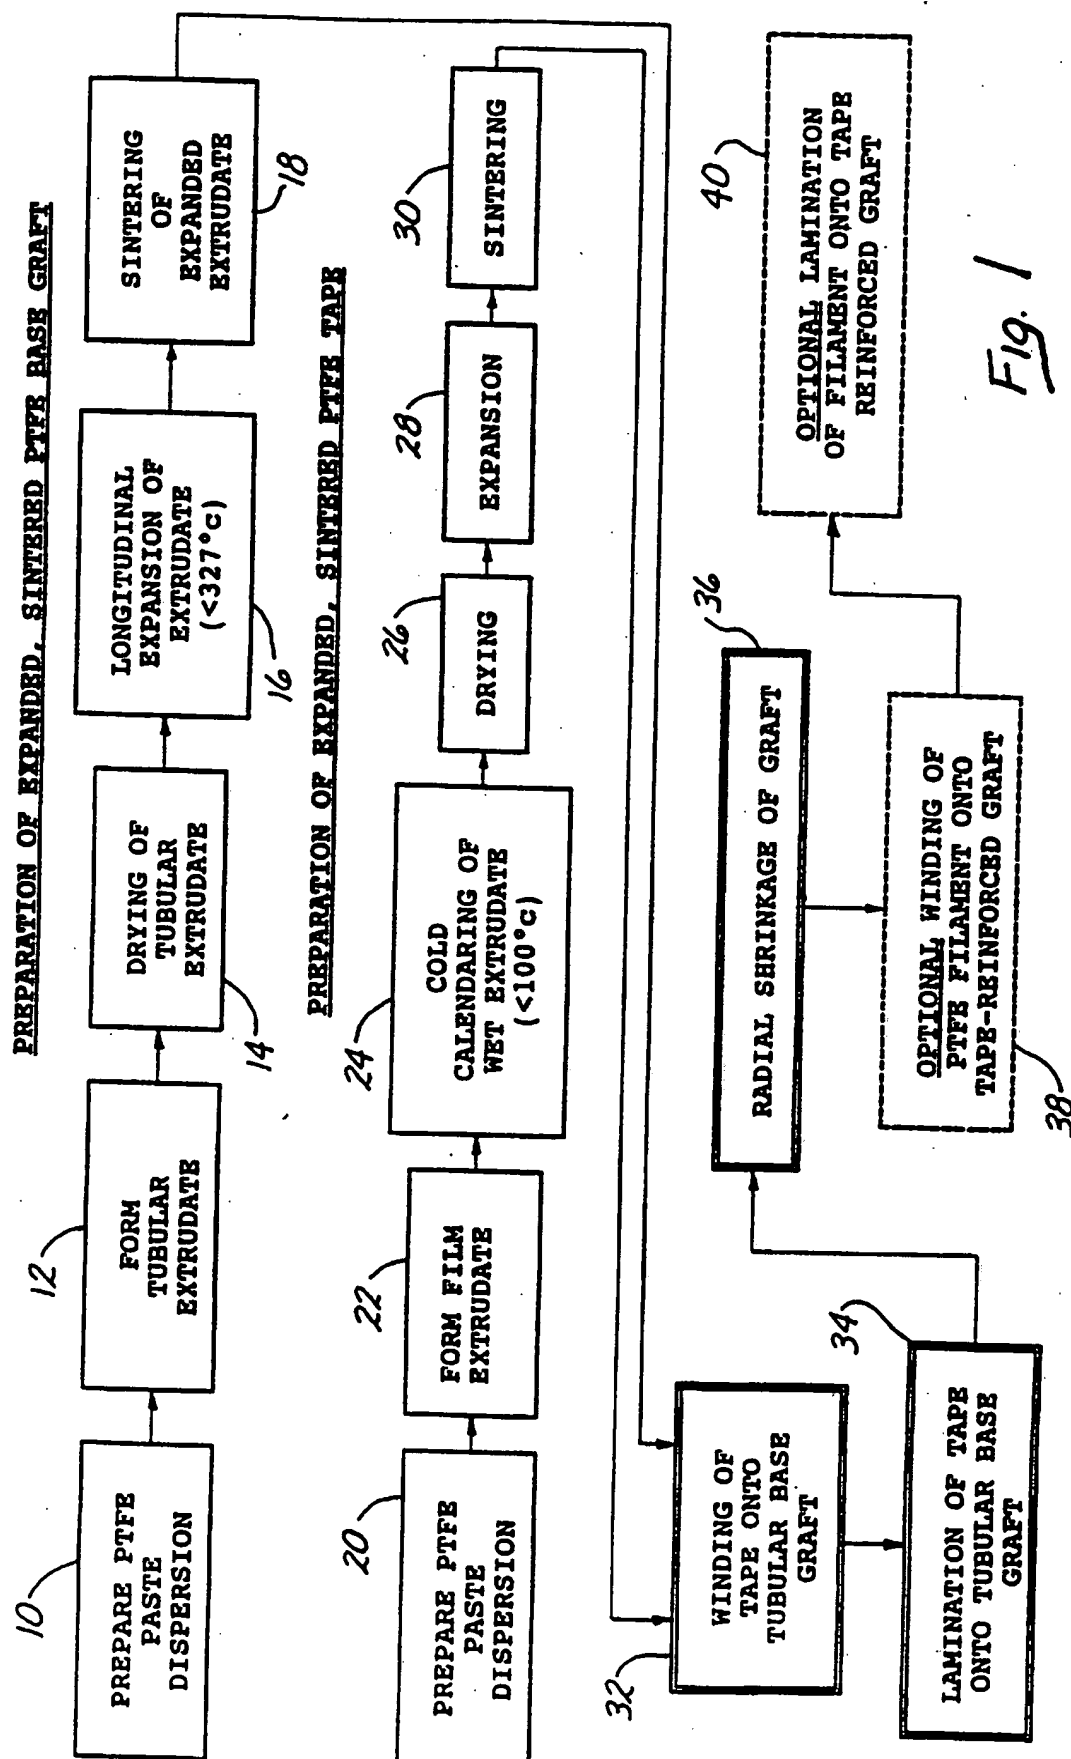 PREPARATION OF EXPANDED, SINTERED PTFE BASE GRAFT
10
PREPARE PTFE
PASTE
DISPERSION
12
FORM
TUBULAR
EXTRUDATE
14
DRYING OF
TUBULAR
EXTRUDATE
16
LONGITUDINAL
EXPANSION OF
EXTRUDATE
(<327°c)
18
SINTERING
OF
EXPANDED
EXTRUDATE
PREPARATION OF EXPANDED, SINTERED PTFE TAPE
20
PREPARE PTFE
PASTE
DISPERSION
22
FORM FILM
EXTRUDATE
24
COLD
CALENDARING OF
WET EXTRUDATE
(<100°c)
26
DRYING
28
EXPANSION
30
SINTERING
32
WINDING OF
TAPE ONTO
TUBULAR BASE
GRAFT
34
LAMINATION OF TAPE
ONTO TUBULAR BASE
GRAFT
36
RADIAL SHRINKAGE OF GRAFT
38
OPTIONAL WINDING OF
PTFE FILAMENT ONTO
TAPE-REINFORCED GRAFT
40
OPTIONAL LAMINATION
OF FILAMENT ONTO TAPE
REINFORCED GRAFT
Fig. 1